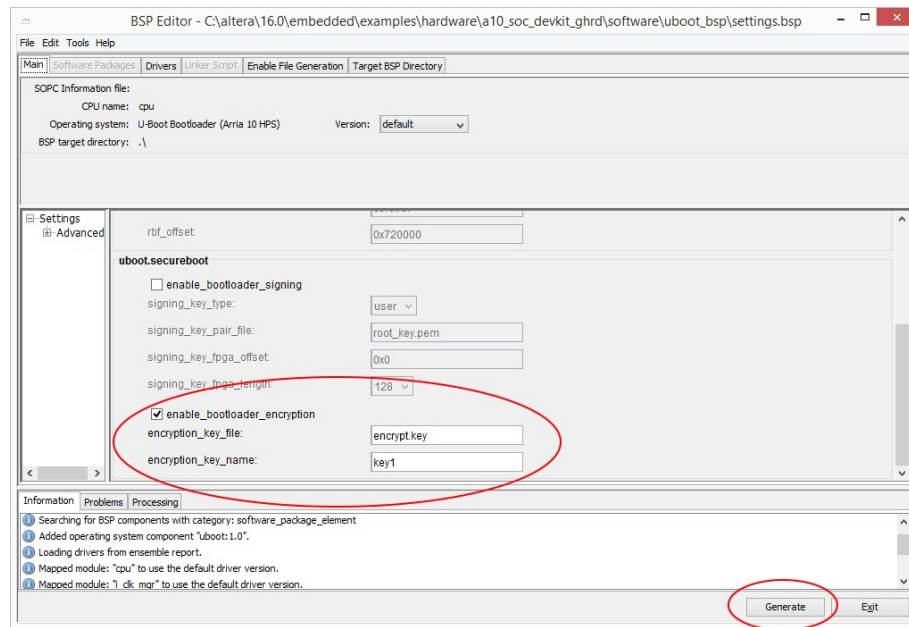 BSP Editor - C:\altera\16.0\embedded\examples\hardware\a10_soc_devkit_ghrd\software\uboot_bsp\settings.bsp
File Edit Tools Help
Main Software Packages Drivers Linker Script Enable File Generation Target BSP Directory
SOPC Information file:
CPU name: cpu
Operating system: U-Boot Bootloader (Arria 10 HPS) Version: default
BSP target directory: .\
Settings
Advanced
rbf_offset: 0x720000
uboot.secureboot
enable_bootloader_signing
signing_key_type: user
signing_key_pair_file: root_key.pem
signing_key_fpga_offset: 0x0
signing_key_fpga_length: 128
enable_bootloader_encryption
encryption_key_file: encrypt.key
encryption_key_name: key1
Information Problems Processing
Searching for BSP components with category: software_package_element
Added operating system component "uboot:1.0".
Loading drivers from ensemble report.
Mapped module: "cpu" to use the default driver version.
Mapped module: "i_clk_mgr" to use the default driver version.
Generate Exit